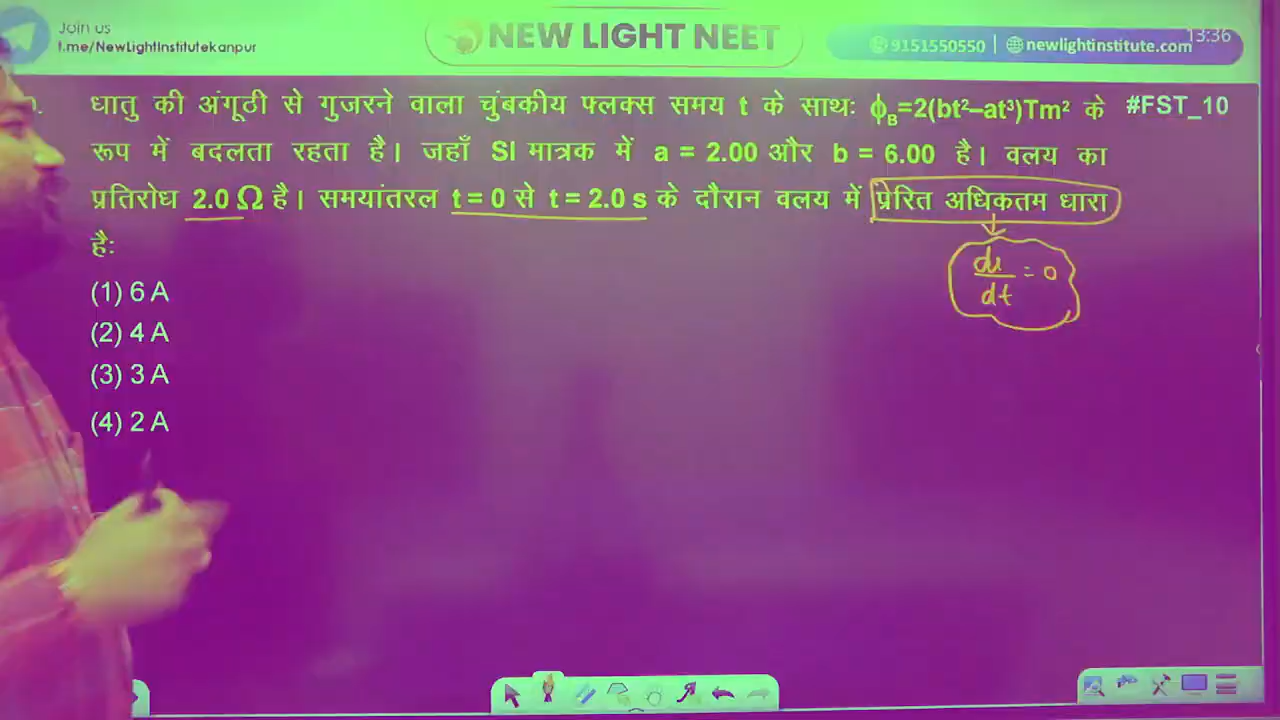 Join us
t.me/NewLightInstitutekanpur
NEW LIGHT NEET
9151550550 | newlightinstitute.com
13:36
धातु की अंगूठी से गुजरने वाला चुंबकीय फ्लक्स समय t के साथः ϕB=2(bt²–at³)Tm² के #FST_10
रूप में बदलता रहता है। जहाँ SI मात्रक में a = 2.00 और b = 6.00 है। वलय का
प्रतिरोध 2.0 Ω है। समयांतरल t = 0 से t = 2.0 s के दौरान वलय में प्रेरित अधिकतम धारा
है:
di/dt = 0
(1) 6 A
(2) 4 A
(3) 3 A
(4) 2 A